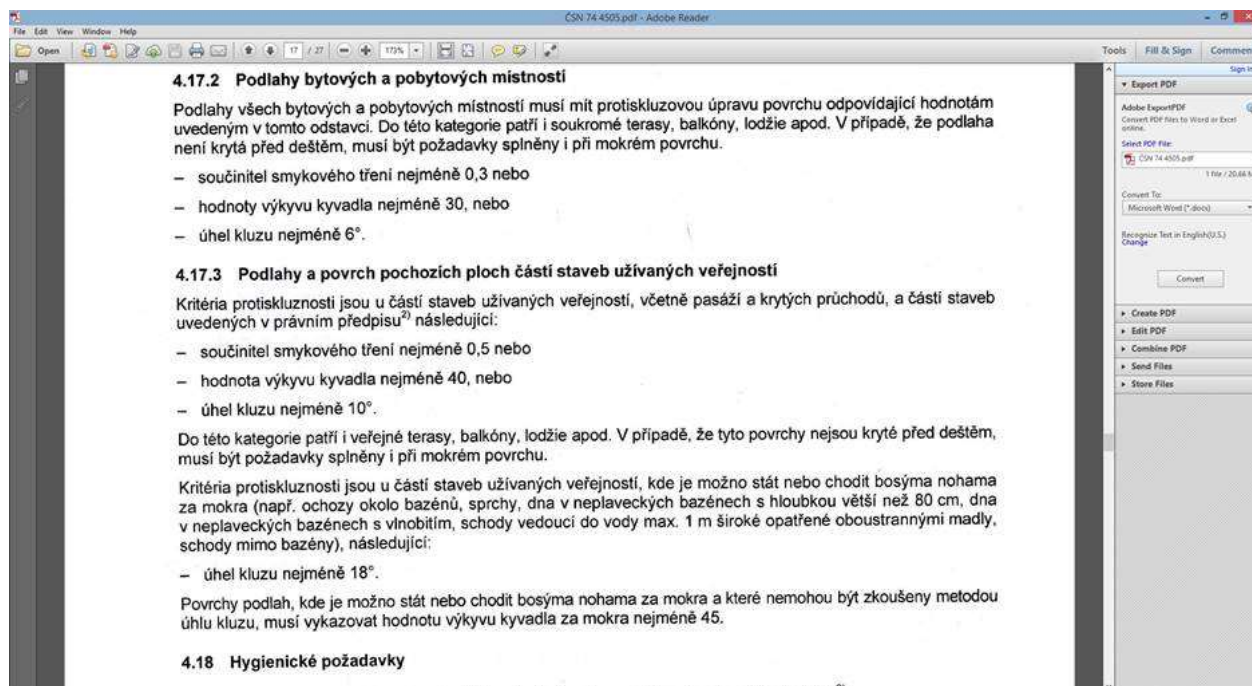 ČSN 74 4505.pdf - Adobe Reader
File Edit View Window Help
Open 17 / 27 173% Tools Fill & Sign Commen
Sign In
4.17.2 Podlahy bytových a pobytových místností
Podlahy všech bytových a pobytových místností musí mít protiskluzovou úpravu povrchu odpovídající hodnotám
uvedeným v tomto odstavci. Do této kategorie patří i soukromé terasy, balkóny, lodžie apod. V případě, že podlaha
není krytá před deštěm, musí být požadavky splněny i při mokrém povrchu.
– součinitel smykového tření nejméně 0,3 nebo
– hodnoty výkyvu kyvadla nejméně 30, nebo
– úhel kluzu nejméně 6°.
4.17.3 Podlahy a povrch pochozích ploch částí staveb užívaných veřejností
Kritéria protiskluznosti jsou u částí staveb užívaných veřejností, včetně pasáží a krytých průchodů, a částí staveb
uvedených v právním předpisu2) následující:
– součinitel smykového tření nejméně 0,5 nebo
– hodnota výkyvu kyvadla nejméně 40, nebo
– úhel kluzu nejméně 10°.
Do této kategorie patří i veřejné terasy, balkóny, lodžie apod. V případě, že tyto povrchy nejsou kryté před deštěm,
musí být požadavky splněny i při mokrém povrchu.
Kritéria protiskluznosti jsou u částí staveb užívaných veřejností, kde je možno stát nebo chodit bosýma nohama
za mokra (např. ochozy okolo bazénů, sprchy, dna v neplaveckých bazénech s hloubkou větší než 80 cm, dna
v neplaveckých bazénech s vlnobitím, schody vedoucí do vody max. 1 m široké opatřené oboustrannými madly,
schody mimo bazény), následující:
– úhel kluzu nejméně 18°.
Povrchy podlah, kde je možno stát nebo chodit bosýma nohama za mokra a které nemohou být zkoušeny metodou
úhlu kluzu, musí vykazovat hodnotu výkyvu kyvadla za mokra nejméně 45.
4.18 Hygienické požadavky
Export PDF
Adobe ExportPDF
Convert PDF files to Word or Excel
online.
Select PDF File:
ČSN 74 4505.pdf
1 file / 20,66 M
Convert To:
Microsoft Word (*.docx)
Recognize Text in English(U.S.)
Change
Convert
Create PDF
Edit PDF
Combine PDF
Send Files
Store Files